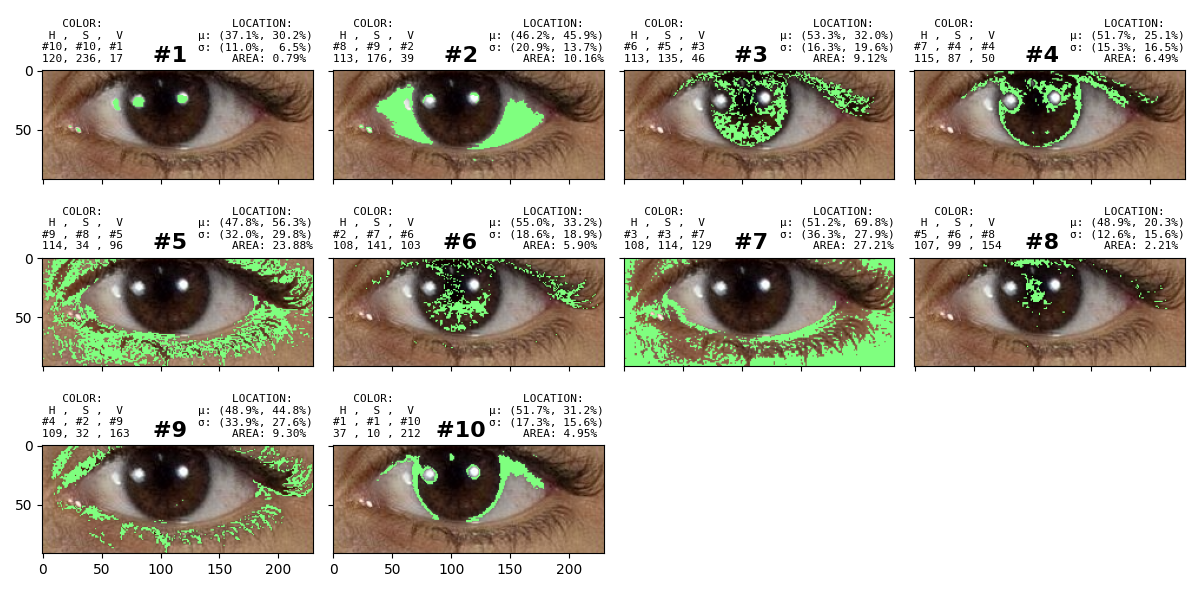 COLOR: LOCATION:
H , S , V μ: (37.1%, 30.2%)
#10, #10, #1 σ: (11.0%, 6.5%)
120, 236, 17 #1 AREA: 0.79%
COLOR: LOCATION:
H , S , V μ: (46.2%, 45.9%)
#8 , #9 , #2 σ: (20.9%, 13.7%)
113, 176, 39 #2 AREA: 10.16%
COLOR: LOCATION:
H , S , V μ: (53.3%, 32.0%)
#6 , #5 , #3 σ: (16.3%, 19.6%)
113, 135, 46 #3 AREA: 9.12%
COLOR: LOCATION:
H , S , V μ: (51.7%, 25.1%)
#7 , #4 , #4 σ: (15.3%, 16.5%)
115, 87 , 50 #4 AREA: 6.49%
0
50
COLOR: LOCATION:
H , S , V μ: (47.8%, 56.3%)
#9 , #8 , #5 σ: (32.0%, 29.8%)
114, 34 , 96 #5 AREA: 23.88%
COLOR: LOCATION:
H , S , V μ: (55.0%, 33.2%)
#2 , #7 , #6 σ: (18.6%, 18.9%)
108, 141, 103 #6 AREA: 5.90%
COLOR: LOCATION:
H , S , V μ: (51.2%, 69.8%)
#3 , #3 , #7 σ: (36.3%, 27.9%)
108, 114, 129 #7 AREA: 27.21%
COLOR: LOCATION:
H , S , V μ: (48.9%, 20.3%)
#5 , #6 , #8 σ: (12.6%, 15.6%)
107, 99 , 154 #8 AREA: 2.21%
0
50
COLOR: LOCATION:
H , S , V μ: (48.9%, 44.8%)
#4 , #2 , #9 σ: (33.9%, 27.6%)
109, 32 , 163 #9 AREA: 9.30%
COLOR: LOCATION:
H , S , V μ: (51.7%, 31.2%)
#1 , #1 , #10 σ: (17.3%, 15.6%)
37 , 10 , 212 #10 AREA: 4.95%
0
50
0 50 100 150 200
0 50 100 150 200